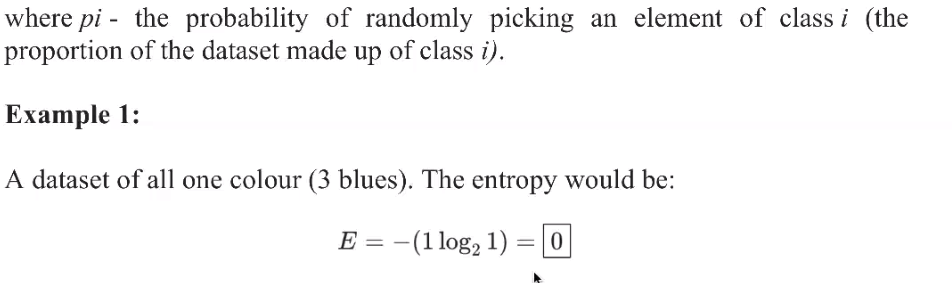 where pi - the probability of randomly picking an element of class i (the
proportion of the dataset made up of class i).
Example 1:
A dataset of all one colour (3 blues). The entropy would be:
E = −(1 log₂ 1) = 0